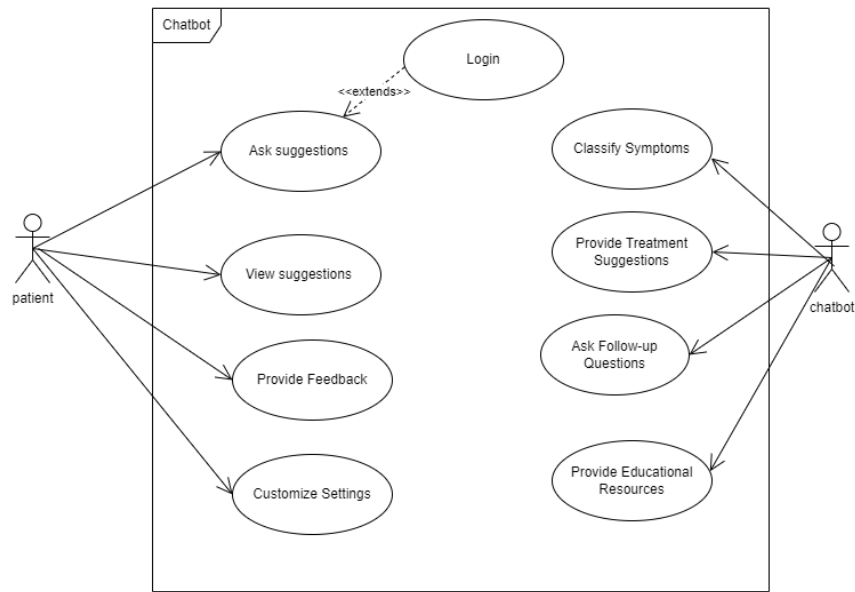 Chatbot
Login
<<extends>>
Ask suggestions
Classify Symptoms
Provide Treatment
Suggestions
View suggestions
patient
chatbot
Ask Follow-up
Questions
Provide Feedback
Provide Educational
Resources
Customize Settings